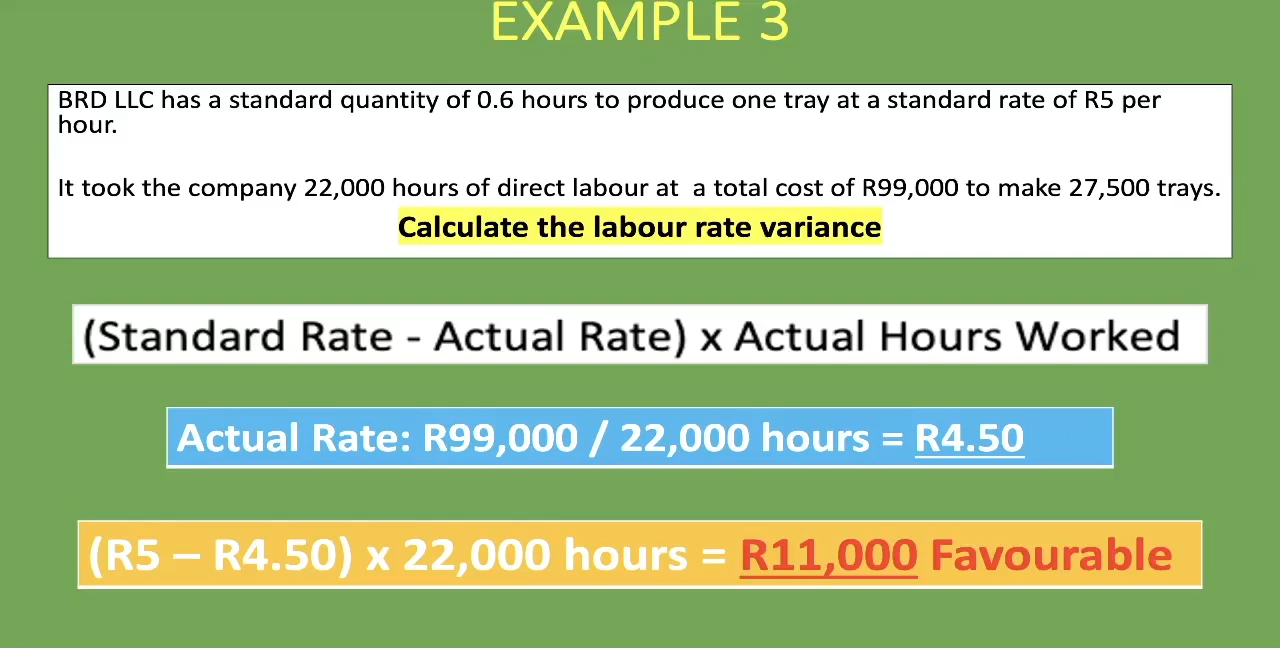 EXAMPLE 3
BRD LLC has a standard quantity of 0.6 hours to produce one tray at a standard rate of R5 per
hour.
It took the company 22,000 hours of direct labour at a total cost of R99,000 to make 27,500 trays.
Calculate the labour rate variance
(Standard Rate - Actual Rate) x Actual Hours Worked
Actual Rate: R99,000 / 22,000 hours = R4.50
(R5 – R4.50) x 22,000 hours = R11,000 Favourable